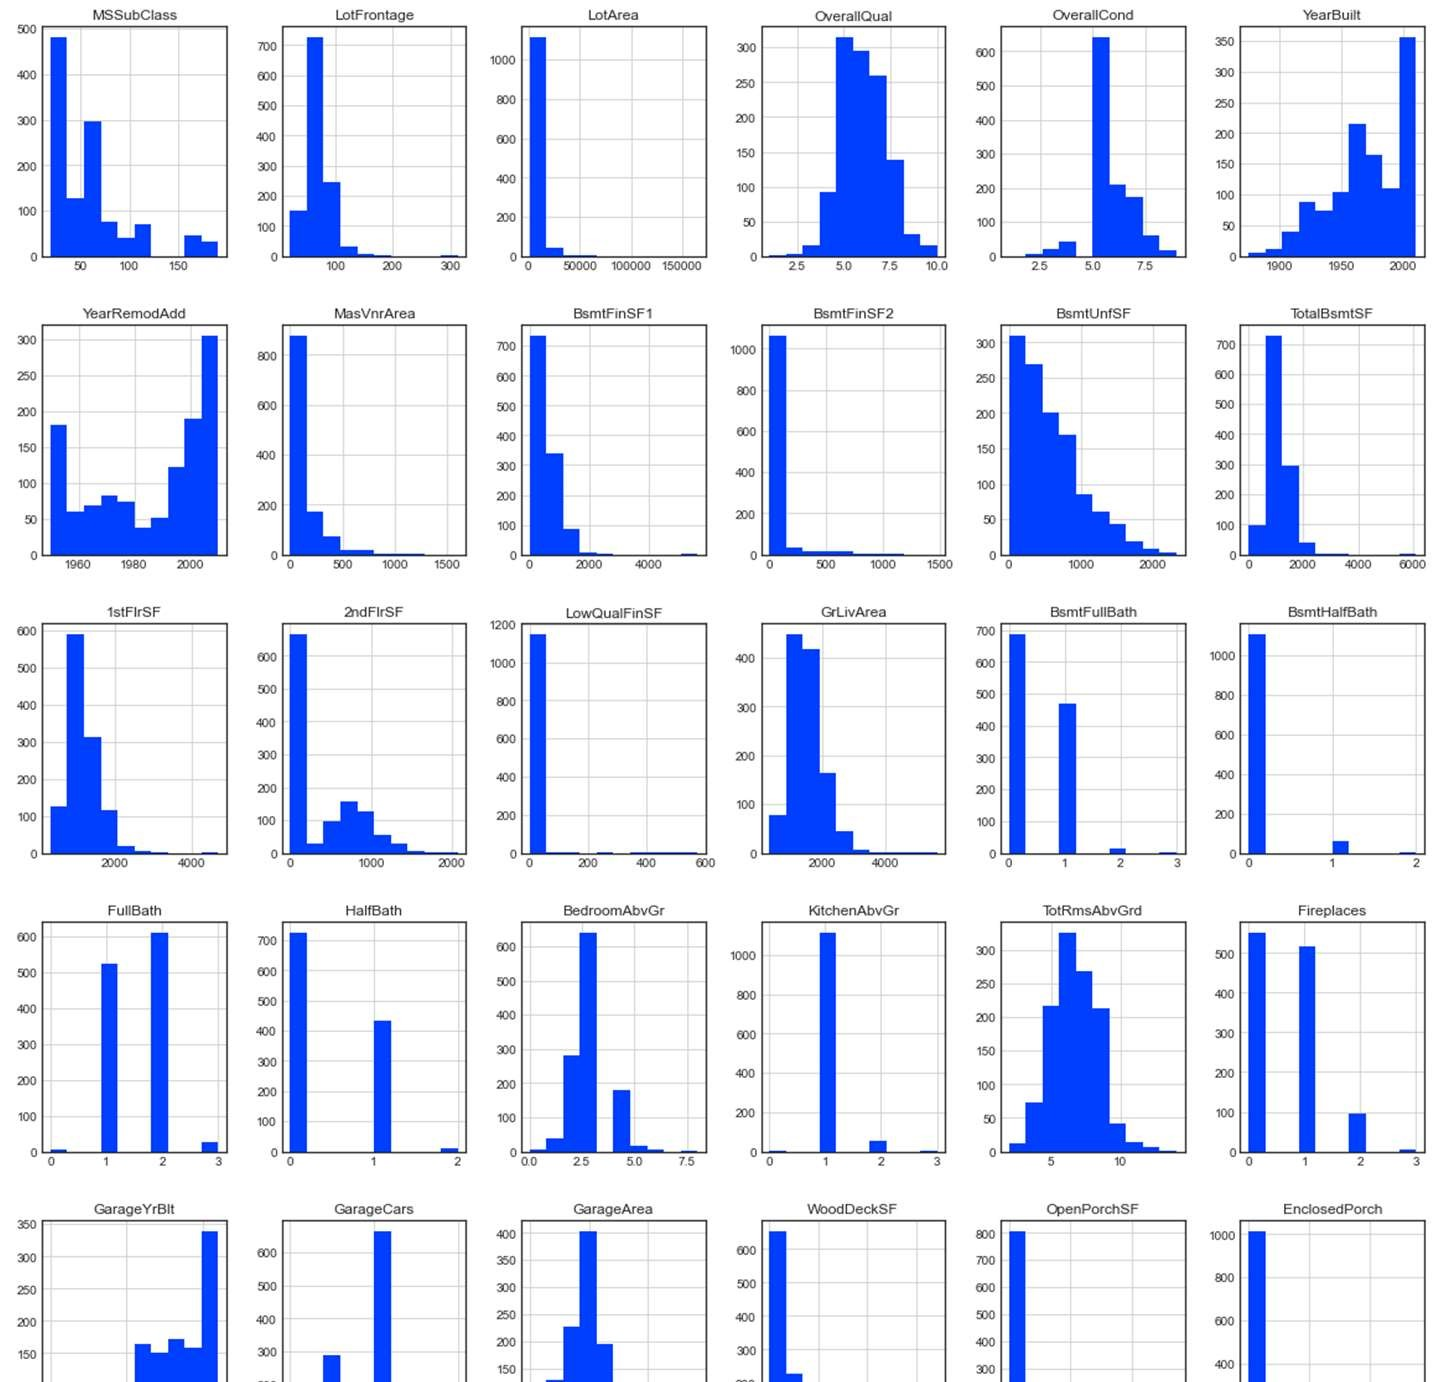 MSSubClass LotFrontage LotArea OverallQual OverallCond YearBuilt
500 400 300 200 100 0
50 100 150
700 600 500 400 300 200 100 0
100 200 300
1000 800 600 400 200 0
0 50000 100000 150000
300 250 200 150 100 50 0
2.5 5.0 7.5 10.0
600 500 400 300 200 100 0
2.5 5.0 7.5
350 300 250 200 150 100 50 0
1900 1950 2000
YearRemodAdd MasVnrArea BsmtFinSF1 BsmtFinSF2 BsmtUnfSF TotalBsmtSF
300 250 200 150 100 50 0
1960 1980 2000
800 600 400 200 0
0 500 1000 1500
700 600 500 400 300 200 100 0
0 2000 4000
1000 800 600 400 200 0
0 500 1000 1500
300 250 200 150 100 50 0
0 1000 2000
700 600 500 400 300 200 100 0
0 2000 4000 6000
1stFlrSF 2ndFlrSF LowQualFinSF GrLivArea BsmtFullBath BsmtHalfBath
600 500 400 300 200 100 0
2000 4000
600 500 400 300 200 100 0
0 1000 2000
1200 1000 800 600 400 200 0
0 200 400 600
400 300 200 100 0
2000 4000
700 600 500 400 300 200 100 0
0 1 2 3
1000 800 600 400 200 0
0 1 2
FullBath HalfBath BedroomAbvGr KitchenAbvGr TotRmsAbvGrd Fireplaces
600 500 400 300 200 100 0
0 1 2 3
700 600 500 400 300 200 100 0
0 1 2
600 500 400 300 200 100 0
0.0 2.5 5.0 7.5
1000 800 600 400 200 0
0 1 2 3
300 250 200 150 100 50 0
5 10
500 400 300 200 100 0
0 1 2 3
GarageYrBlt GarageCars GarageArea WoodDeckSF OpenPorchSF EnclosedPorch
350 300 250 200 150
600 500 400 300
400 350 300 250 200 150
600 500 400 300
800 700 600 500 400 300
1000 800 600 400